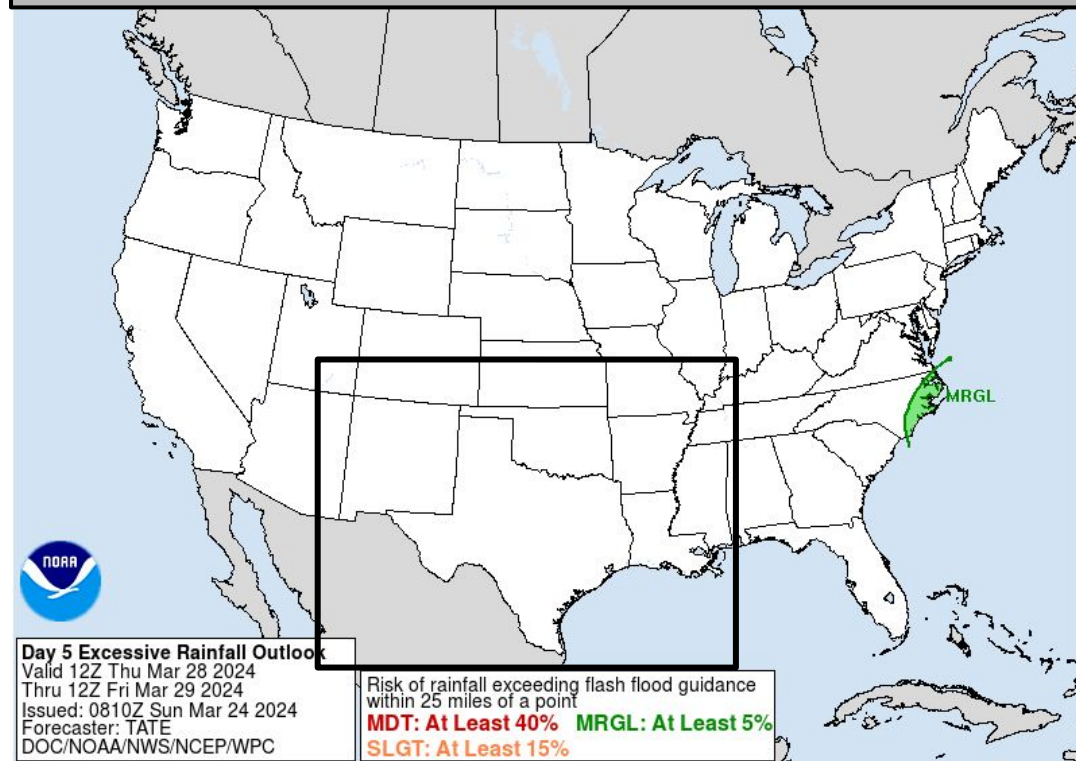 MRGL
NOAA
Day 5 Excessive Rainfall Outlook
Valid 12Z Thu Mar 28 2024
Thru 12Z Fri Mar 29 2024
Issued: 0810Z Sun Mar 24 2024
Forecaster: TATE
DOC/NOAA/NWS/NCEP/WPC
Risk of rainfall exceeding flash flood guidance
within 25 miles of a point
MDT: At Least 40% MRGL: At Least 5%
SLGT: At Least 15%